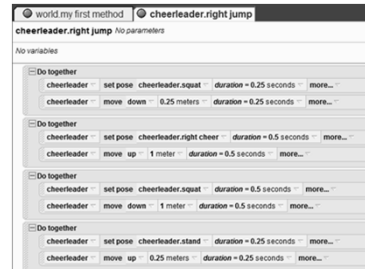 world.my first method cheerleader.right jump
cheerleader.right jump No parameters
No variables
Do together
cheerleader set pose cheerleader.squat duration = 0.25 seconds more...
cheerleader move down 0.25 meters duration = 0.25 seconds more...
Do together
cheerleader set pose cheerleader.right cheer duration = 0.5 seconds more...
cheerleader move up 1 meter duration = 0.5 seconds more...
Do together
cheerleader set pose cheerleader.squat duration = 0.5 seconds more...
cheerleader move down 1 meter duration = 0.5 seconds more...
Do together
cheerleader set pose cheerleader.stand duration = 0.25 seconds more...
cheerleader move up 0.25 meters duration = 0.25 seconds more...